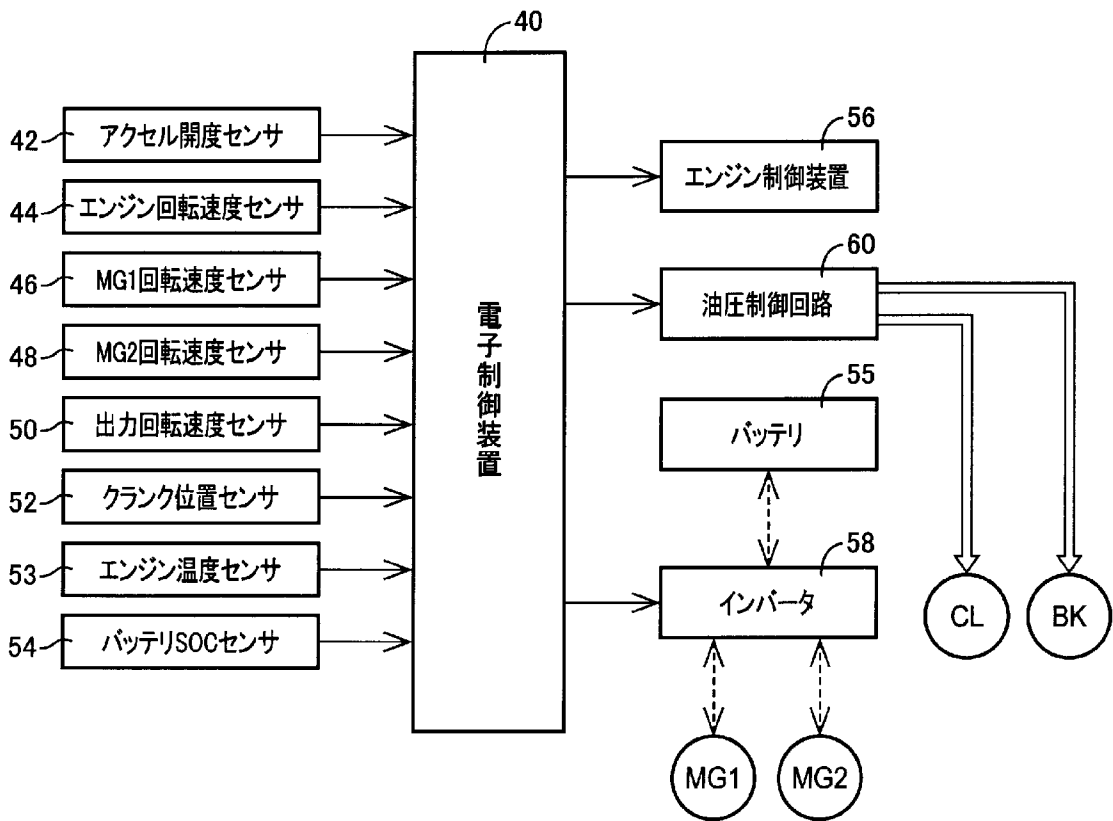 40
42
アクセル開度センサ
44
エンジン回転速度センサ
46
MG1回転速度センサ
48
MG2回転速度センサ
50
出力回転速度センサ
52
クランク位置センサ
53
エンジン温度センサ
54
バッテリSOCセンサ
電子制御装置
56
エンジン制御装置
60
油圧制御回路
55
バッテリ
58
インバータ
CL
BK
MG1
MG2